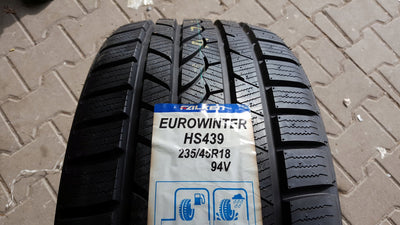 FALKEN
EUROWINTER
HS439
235/45R18
94V